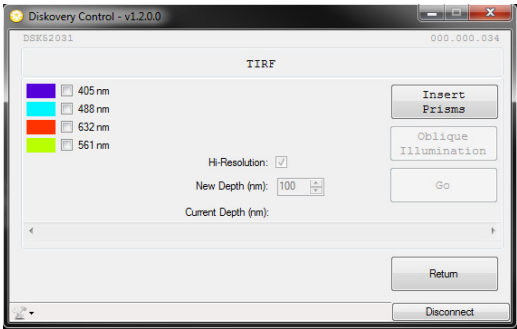 Diskovery Control - v1.2.0.0
DSK52031
000.000.034
TIRF
405 nm
488 nm
632 nm
561 nm
Insert
Prisms
Oblique
Illumination
Hi-Resolution:
New Depth (nm): 100
Go
Current Depth (nm):
Return
Disconnect